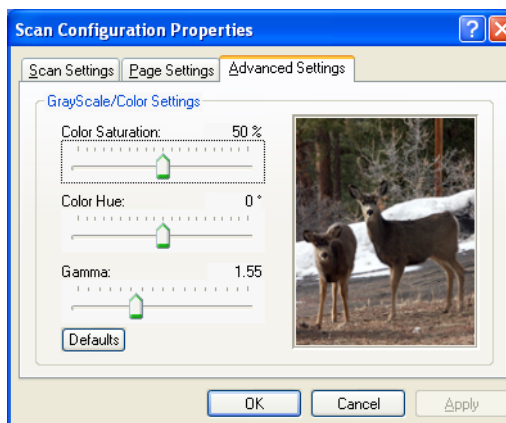 Scan Configuration Properties
Scan Settings Page Settings Advanced Settings
GrayScale/Color Settings
Color Saturation: 50 %
Color Hue: 0 °
Gamma: 1.55
Defaults
OK Cancel Apply